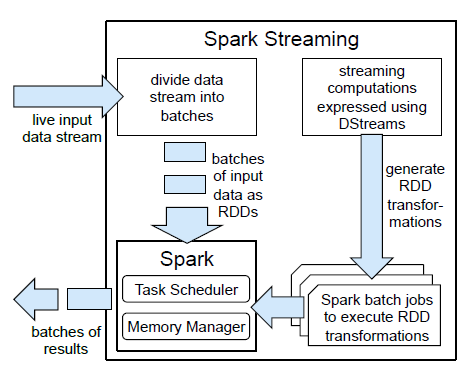 Spark Streaming
divide data
stream into
batches
streaming
computations
expressed using
DStreams
live input
data stream
batches
of input
data as
RDDs
generate
RDD
transfor-
mations
Spark
Task Scheduler
Memory Manager
Spark batch jobs
to execute RDD
transformations
batches of
results